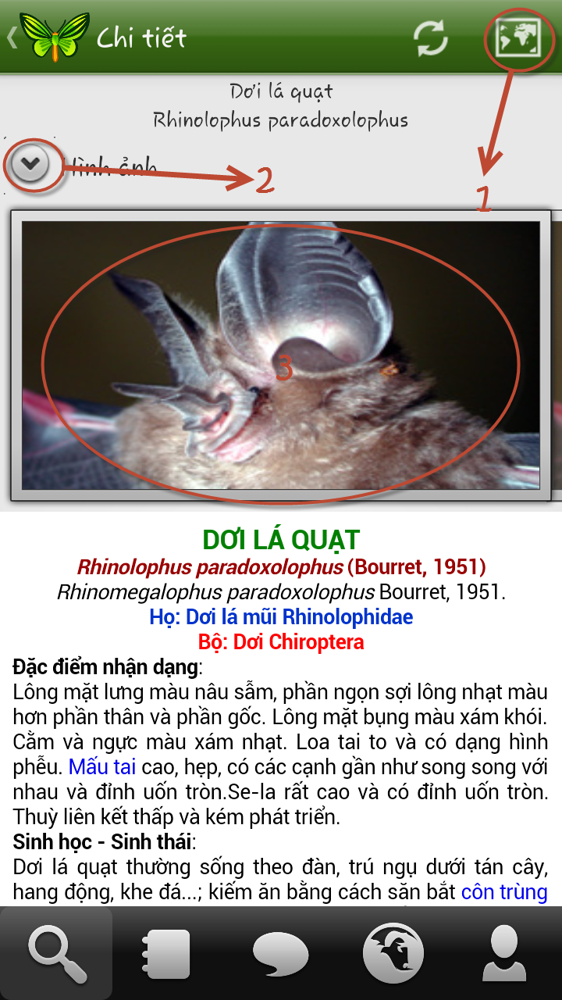 Chi tiết
Dơi lá quạt
Rhinolophus paradoxolophus
1
Hình ảnh
2
3
DƠI LÁ QUẠT
Rhinolophus paradoxolophus (Bourret, 1951)
Rhinomegalophus paradoxolophus Bourret, 1951.
Họ: Dơi lá mũi Rhinolophidae
Bộ: Dơi Chiroptera
Đặc điểm nhận dạng:
Lông mặt lưng màu nâu sẫm, phần ngọn sợi lông nhạt màu
hơn phần thân và phần gốc. Lông mặt bụng màu xám khói.
Cằm và ngực màu xám nhạt. Loa tai to và có dạng hình
phễu. Mấu tai cao, hẹp, có các cạnh gần như song song với
nhau và đỉnh uốn tròn.Se-la rất cao và có đỉnh uốn tròn.
Thuỳ liên kết thấp và kém phát triển.
Sinh học - Sinh thái:
Dơi lá quạt thường sống theo đàn, trú ngụ dưới tán cây,
hang động, khe đá...; kiếm ăn bằng cách săn bắt côn trùng